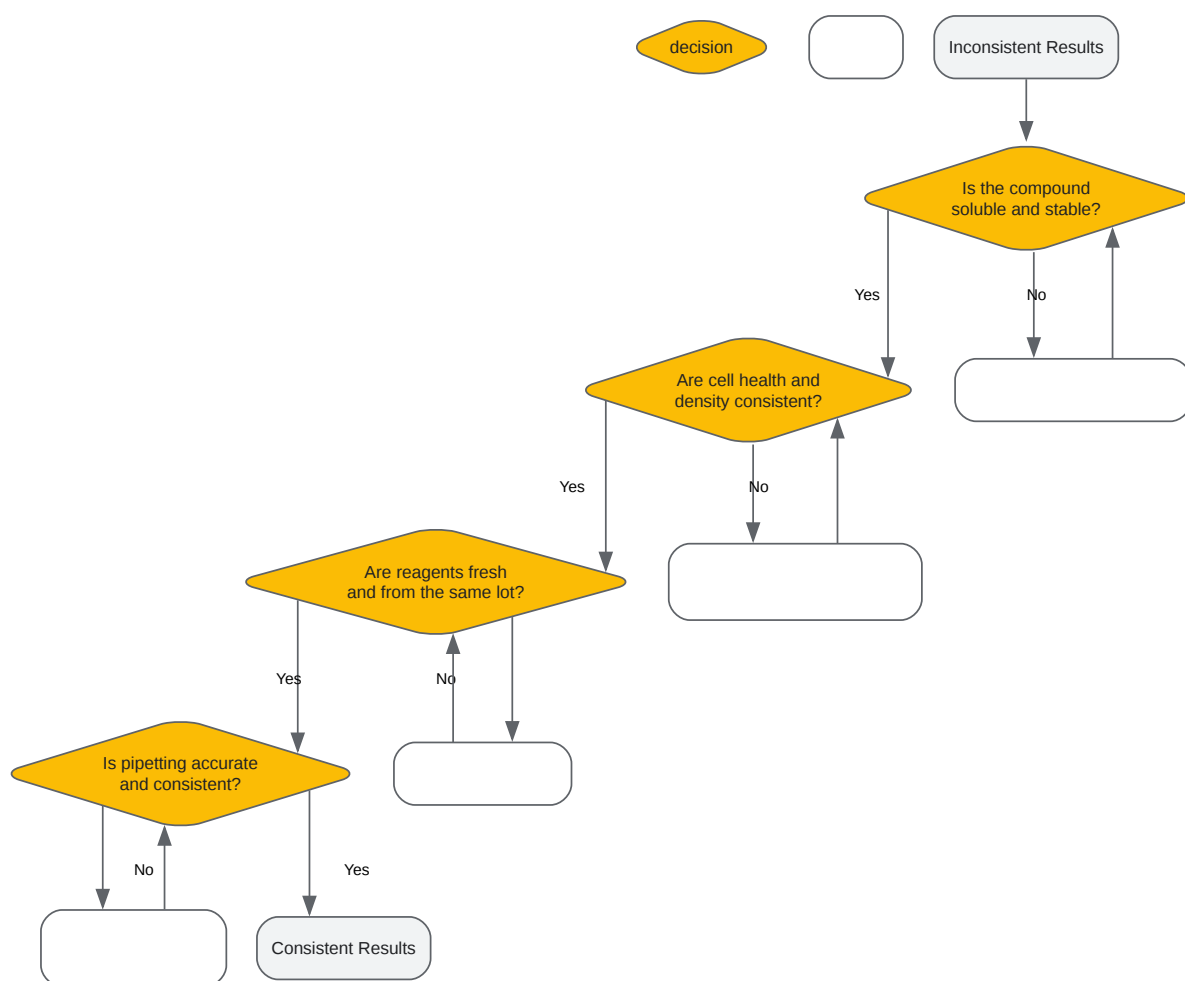 decision
Inconsistent Results
Is the compound
soluble and stable?
Yes
No
Are cell health and
density consistent?
Yes
No
Are reagents fresh
and from the same lot?
Yes
No
Is pipetting accurate
and consistent?
No
Yes
Consistent Results